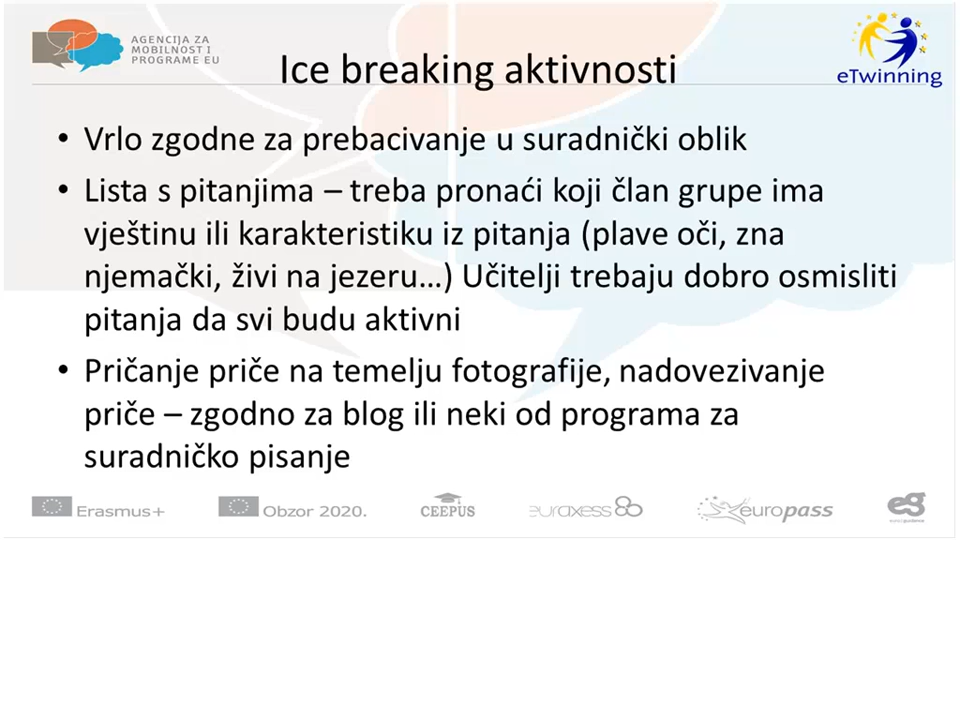 AGENCIJA ZA
MOBILNOST I
PROGRAME EU
eTwinning
Ice breaking aktivnosti
• Vrlo zgodne za prebacivanje u suradnički oblik
• Lista s pitanjima – treba pronaći koji član grupe ima
vještinu ili karakteristiku iz pitanja (plave oči, zna
njemački, živi na jezeru…) Učitelji trebaju dobro osmisliti
pitanja da svi budu aktivni
• Pričanje priče na temelju fotografije, nadovezivanje
priče – zgodno za blog ili neki od programa za
suradničko pisanje
Erasmus+
Obzor 2020.
CEEPUS
euraxess
europass
eg